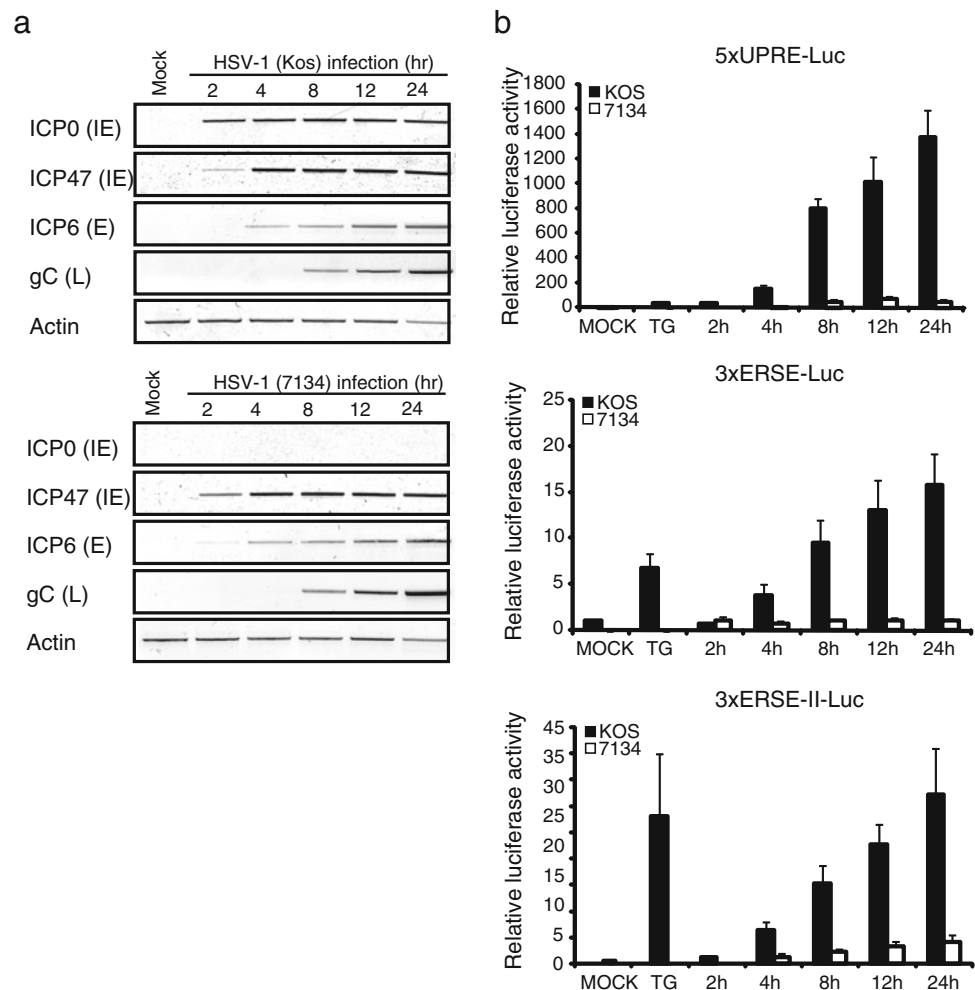 a
Mock
HSV-1 (Kos) infection (hr)
2 4 8 12 24
ICP0 (IE)
ICP47 (IE)
ICP6 (E)
gC (L)
Actin
Mock
HSV-1 (7134) infection (hr)
2 4 8 12 24
ICP0 (IE)
ICP47 (IE)
ICP6 (E)
gC (L)
Actin
b
5xUPRE-Luc
Relative luciferase activity
1800
1600
1400
1200
1000
800
600
400
200
0
KOS
7134
MOCK TG 2h 4h 8h 12h 24h
3xERSE-Luc
Relative luciferase activity
25
20
15
10
5
0
KOS
7134
MOCK TG 2h 4h 8h 12h 24h
3xERSE-II-Luc
Relative luciferase activity
45
35
30
25
20
15
10
5
0
KOS
7134
MOCK TG 2h 4h 8h 12h 24h